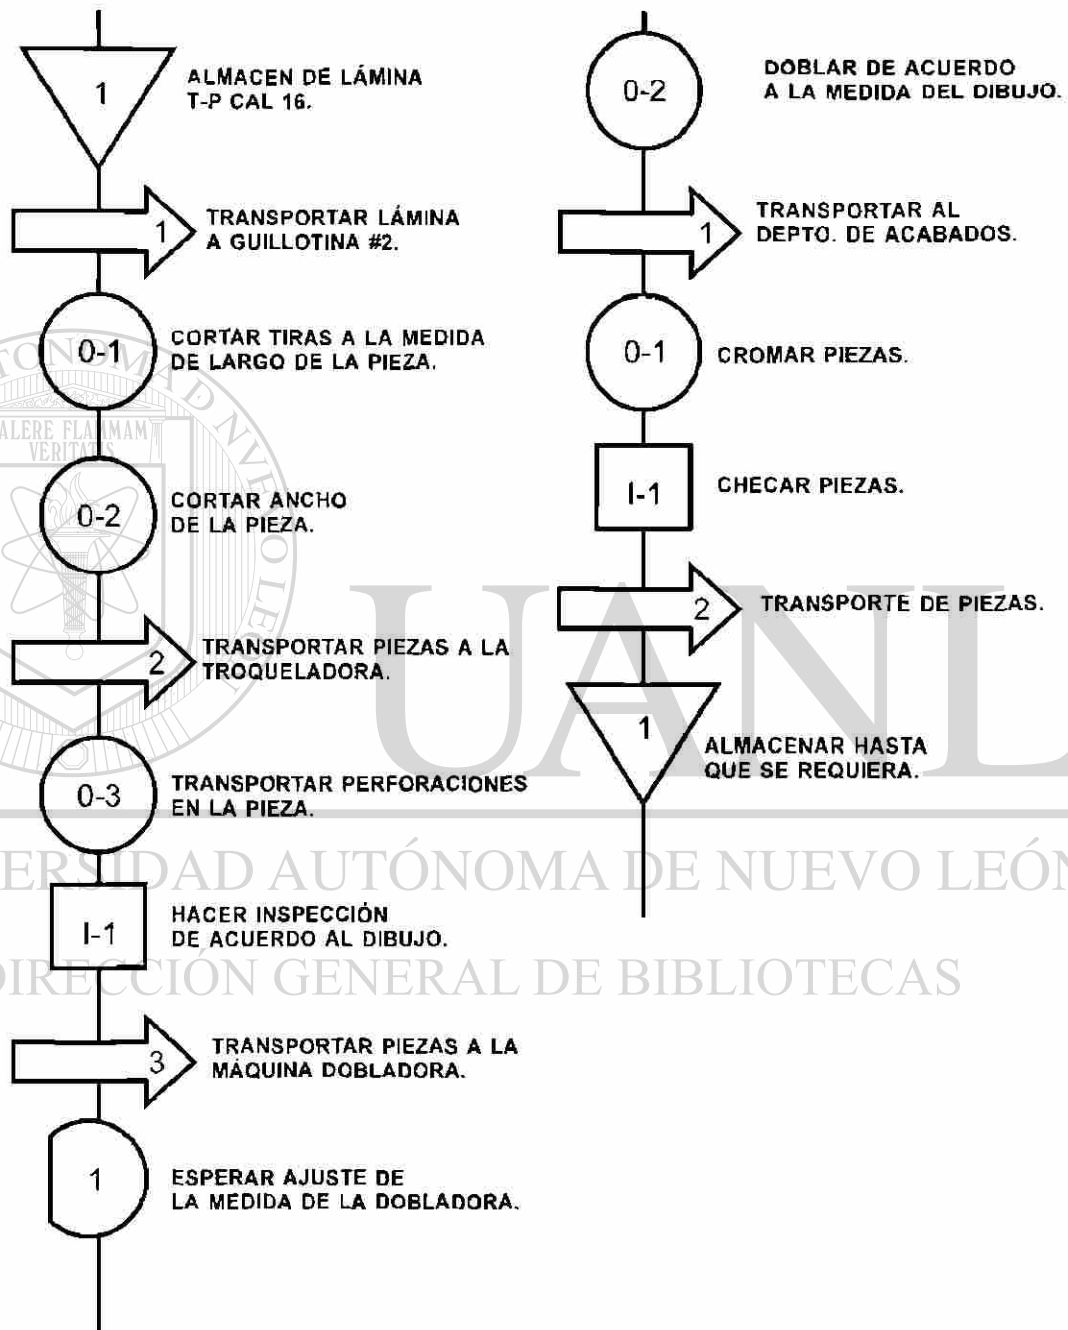 1
ALMACEN DE LÁMINA
T-P CAL 16.
1
TRANSPORTAR LÁMINA
A GUILLOTINA #2.
0-1
CORTAR TIRAS A LA MEDIDA
DE LARGO DE LA PIEZA.
0-2
CORTAR ANCHO
DE LA PIEZA.
2
TRANSPORTAR PIEZAS A LA
TROQUELADORA.
0-3
TRANSPORTAR PERFORACIONES
EN LA PIEZA.
I-1
HACER INSPECCIÓN
DE ACUERDO AL DIBUJO.
3
TRANSPORTAR PIEZAS A LA
MÁQUINA DOBLADORA.
1
ESPERAR AJUSTE DE
LA MEDIDA DE LA DOBLADORA.
0-2
DOBLAR DE ACUERDO
A LA MEDIDA DEL DIBUJO.
1
TRANSPORTAR AL
DEPTO. DE ACABADOS.
0-1
CROMAR PIEZAS.
I-1
CHECAR PIEZAS.
2
TRANSPORTE DE PIEZAS.
1
ALMACENAR HASTA
QUE SE REQUIERA.
UANL
ERSIDAD AUTÓNOMA DE NUEVO LEÓN
DIRECCIÓN GENERAL DE BIBLIOTECAS
TONOMA D NUEVO LEÓN
ALERE FLAMMAM
VERITATIS